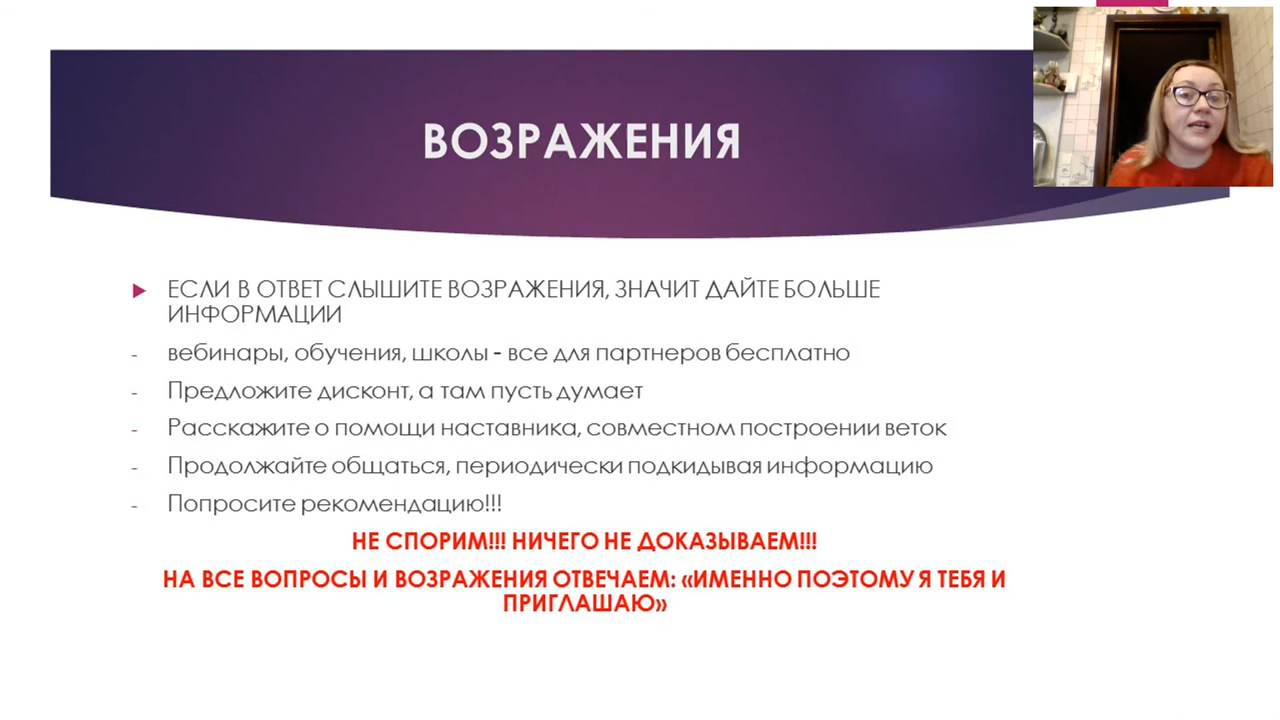 ВОЗРАЖЕНИЯ
ЕСЛИ В ОТВЕТ СЛЫШИТЕ ВОЗРАЖЕНИЯ, ЗНАЧИТ ДАЙТЕ БОЛЬШЕ
ИНФОРМАЦИИ
- вебинары, обучения, школы - все для партнеров бесплатно
- Предложите дисконт, а там пусть думает
- Расскажите о помощи наставника, совместном построении веток
- Продолжайте общаться, периодически подкидывая информацию
- Попросите рекомендацию!!!
НЕ СПОРИМ!!! НИЧЕГО НЕ ДОКАЗЫВАЕМ!!!
НА ВСЕ ВОПРОСЫ И ВОЗРАЖЕНИЯ ОТВЕЧАЕМ: «ИМЕННО ПОЭТОМУ Я ТЕБЯ И
ПРИГЛАШАЮ»